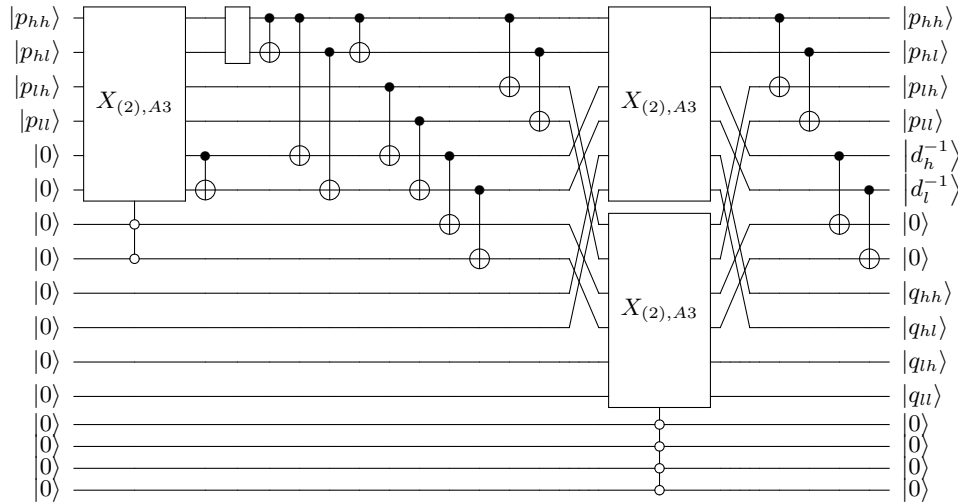 |p_{hh}⟩ |p_{hh}⟩
|p_{hl}⟩ |p_{hl}⟩
|p_{lh}⟩ X_{(2),A3} X_{(2),A3} |p_{lh}⟩
|p_{ll}⟩ |p_{ll}⟩
|0⟩ |d_h^{-1}⟩
|0⟩ |d_l^{-1}⟩
|0⟩ |0⟩
|0⟩ |0⟩
|0⟩ X_{(2),A3} |q_{hh}⟩
|0⟩ |q_{hl}⟩
|0⟩ |q_{lh}⟩
|0⟩ |q_{ll}⟩
|0⟩ |0⟩
|0⟩ |0⟩
|0⟩ |0⟩
|0⟩ |0⟩